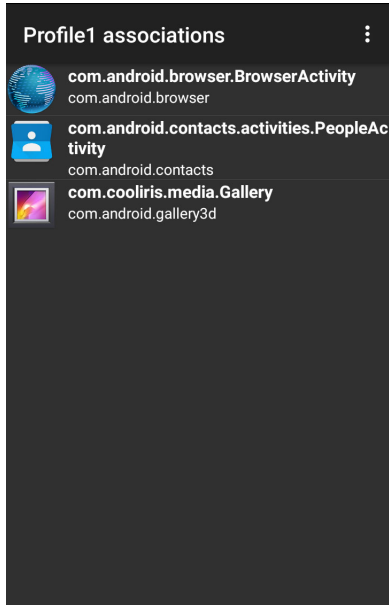 Profile1 associations
com.android.browser.BrowserActivity
com.android.browser
com.android.contacts.activities.PeopleAc
tivity
com.android.contacts
com.cooliris.media.Gallery
com.android.gallery3d